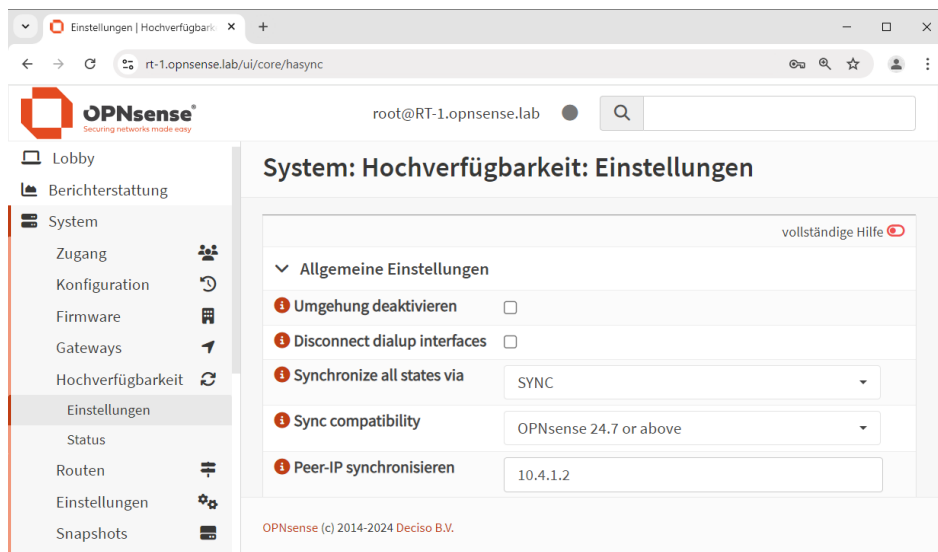 Einstellungen | Hochverfügbark
rt-1.opnsense.lab/ui/core/hasync
OPNsense®
Securing networks made easy
root@RT-1.opnsense.lab
Lobby
Berichterstattung
System
Zugang
Konfiguration
Firmware
Gateways
Hochverfügbarkeit
Einstellungen
Status
Routen
Einstellungen
Snapshots
System: Hochverfügbarkeit: Einstellungen
vollständige Hilfe
Allgemeine Einstellungen
Umgehung deaktivieren
Disconnect dialup interfaces
Synchronize all states via SYNC
Sync compatibility OPNsense 24.7 or above
Peer-IP synchronisieren 10.4.1.2
OPNsense (c) 2014-2024 Deciso B.V.